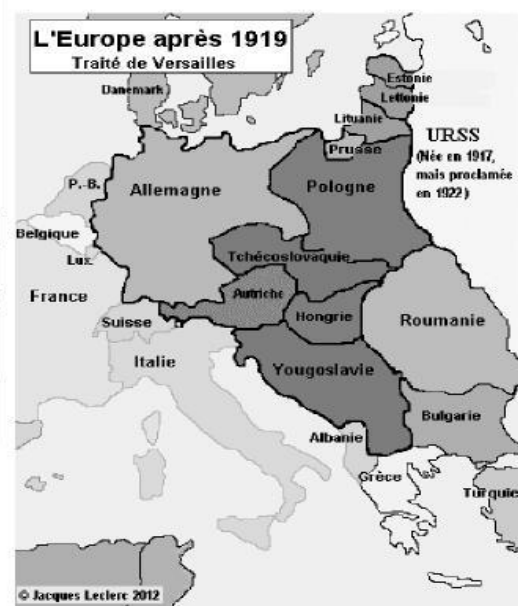 L'Europe après 1919
Traité de Versailles
Danemark
Estonie
Lettonie
Lituanie
URSS
(Née en 1917,
mais proclamée
en 1922)
Prusse
P.-B.
Allemagne
Pologne
Belgique
Lux.
Tchécoslovaquie
France
Autriche
Suisse
Hongrie
Roumanie
Italie
Yougoslavie
Bulgarie
Albanie
Grèce
Turquie
© Jacques Leclerc 2012